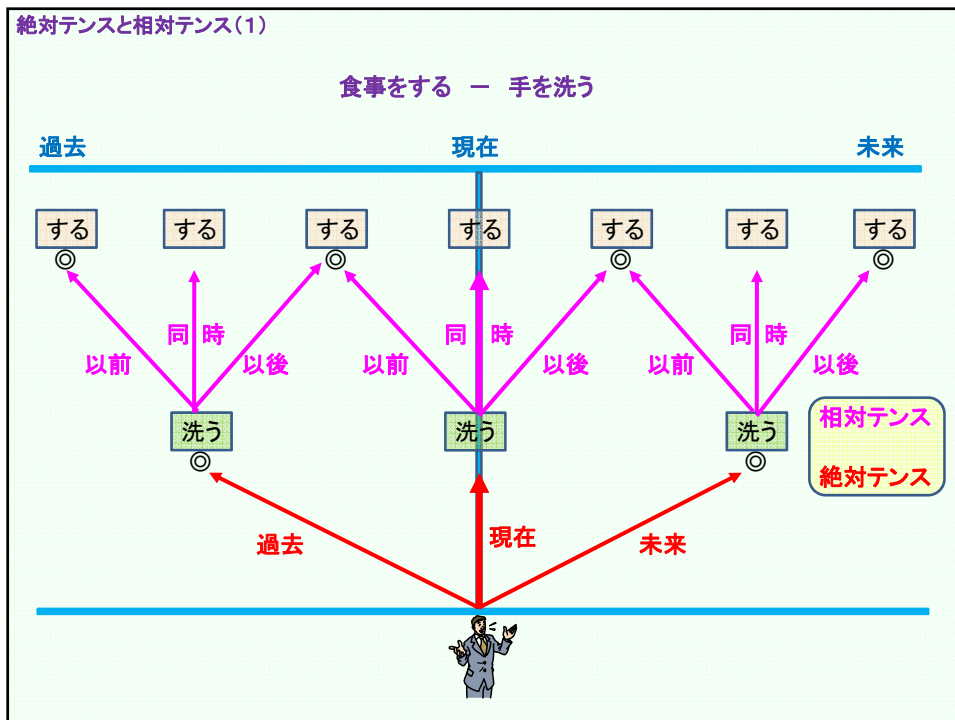 絶対テンスと相対テンス(1)
食事をする － 手を洗う
過去 現在 未来
する する する する する する する
◎ ◎ ◎ ◎
同時 同時 同時
以前 以後 以前 以後 以前 以後
洗う 洗う 洗う
◎ ◎
相対テンス
絶対テンス
過去 現在 未来